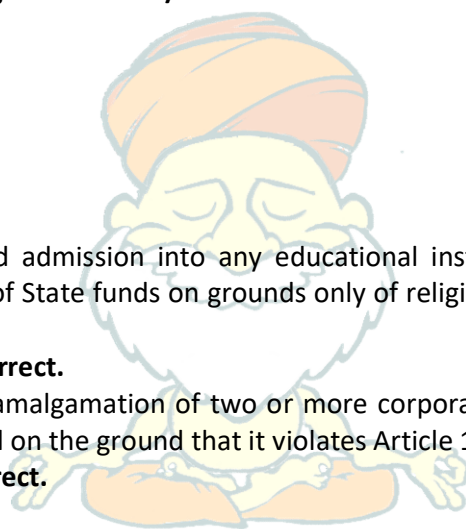 d admission into any educational inst
of State funds on grounds only of religi
rrect.
amalgamation of two or more corpora
d on the ground that it violates Article 1
rect.